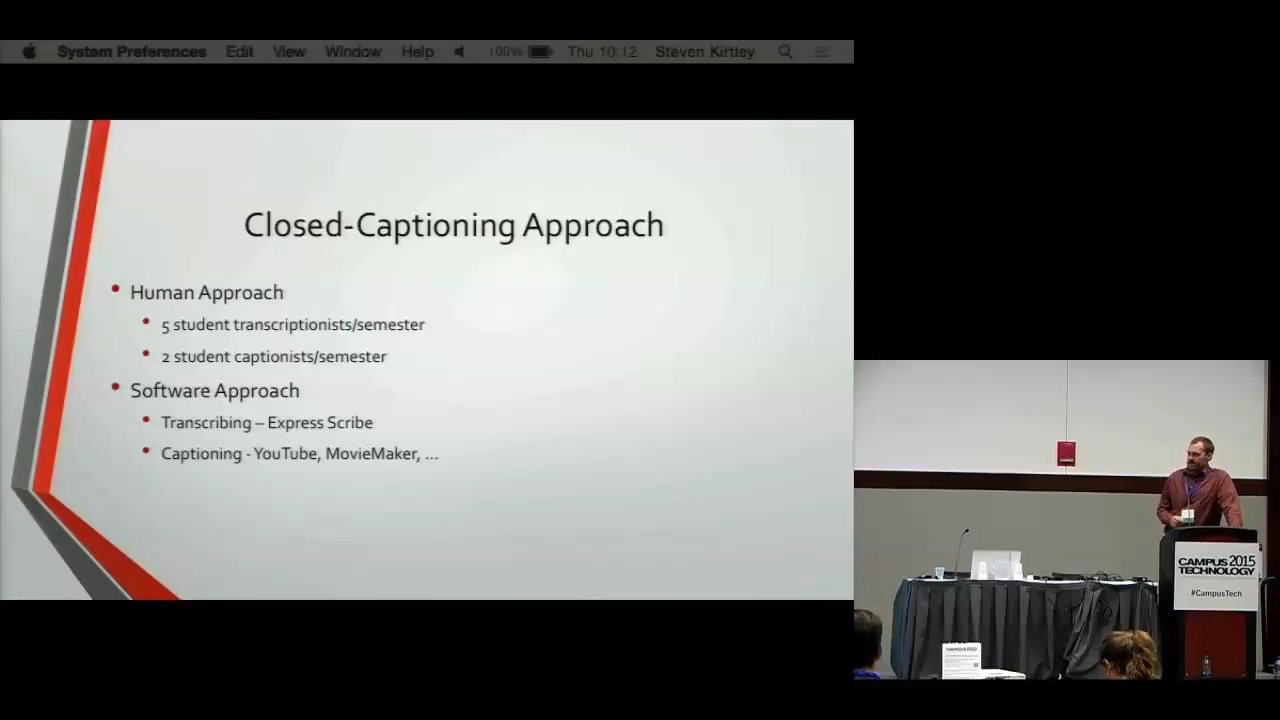 System Preferences Edit View Window Help 100% Thu 10:12 Steven Kirtley
Closed-Captioning Approach
• Human Approach
• 5 student transcriptionists/semester
• 2 student captionists/semester
• Software Approach
• Transcribing – Express Scribe
• Captioning - YouTube, MovieMaker, ...
CAMPUS 2015
TECHNOLOGY
#CampusTech